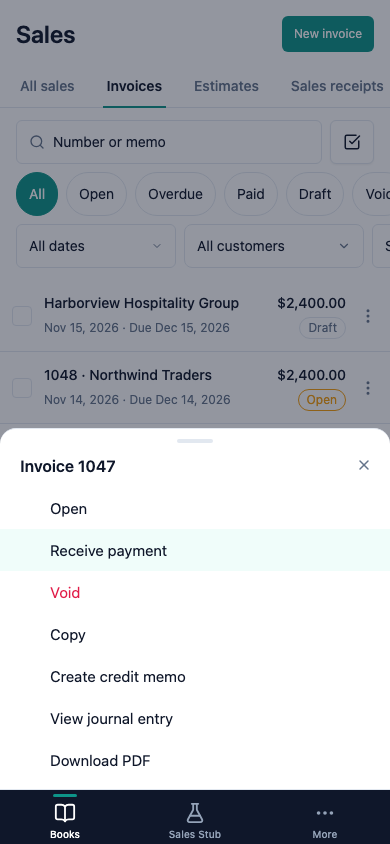 Sales
New invoice
All sales
Invoices
Estimates
Sales receipts
Number or memo
All
Open
Overdue
Paid
Draft
Voi
All dates
All customers
S
Harborview Hospitality Group
$2,400.00
Nov 15, 2026 · Due Dec 15, 2026
Draft
1048 · Northwind Traders
$2,400.00
Nov 14, 2026 · Due Dec 14, 2026
Open
Invoice 1047
Open
Receive payment
Void
Copy
Create credit memo
View journal entry
Download PDF
Books
Sales Stub
More